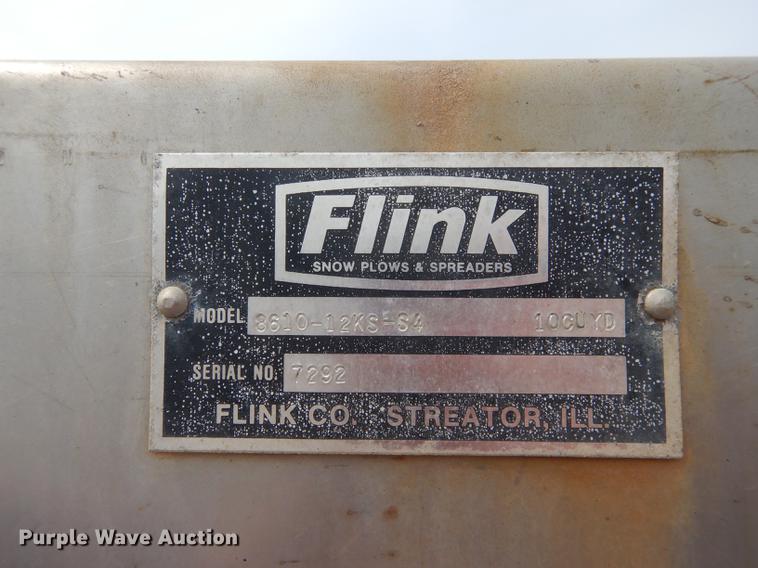 Flink
SNOW PLOWS & SPREADERS
MODEL 8610-12KS-S4 10CUYD
SERIAL NO. 7292
FLINK CO. STREATOR, ILL.
Purple Wave Auction